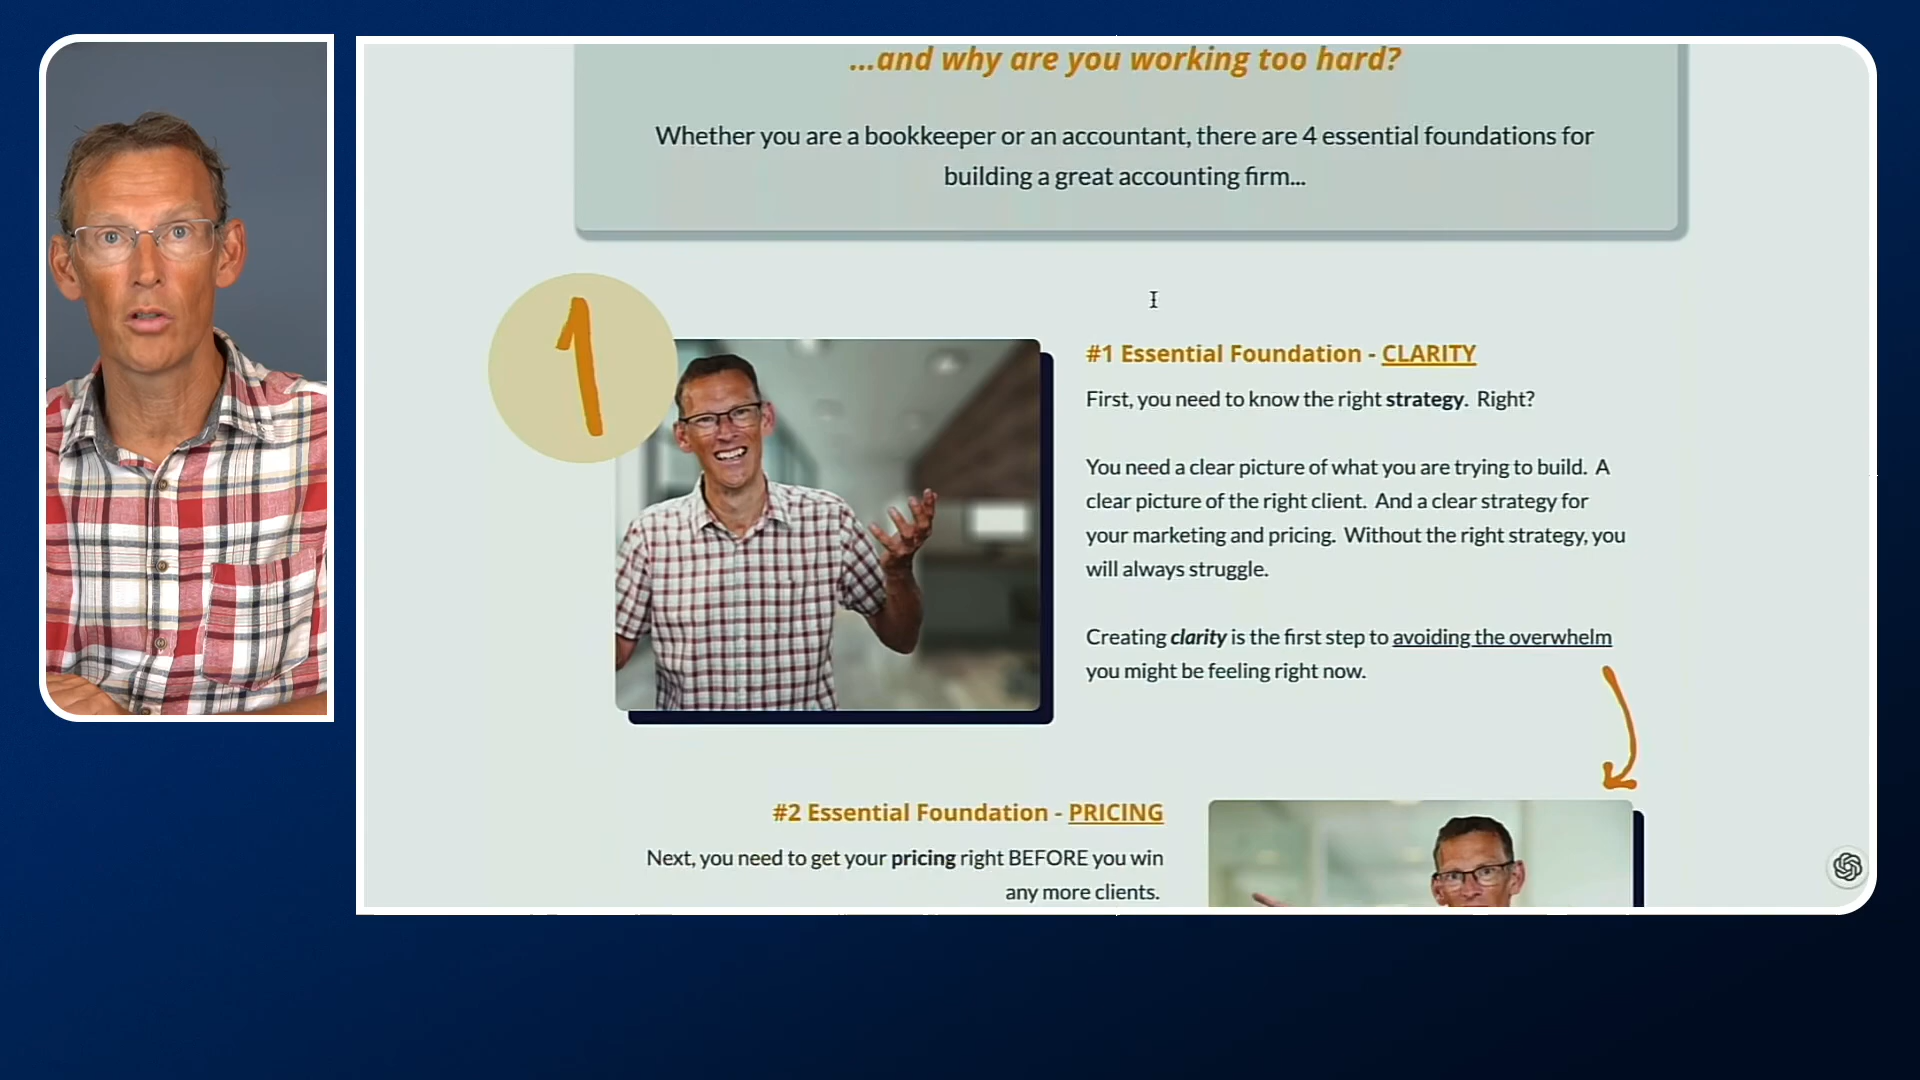 ...and why are you working too hard?
Whether you are a bookkeeper or an accountant, there are 4 essential foundations for
building a great accounting firm...
1
#1 Essential Foundation - CLARITY
First, you need to know the right strategy. Right?
You need a clear picture of what you are trying to build. A
clear picture of the right client. And a clear strategy for
your marketing and pricing. Without the right strategy, you
will always struggle.
Creating clarity is the first step to avoiding the overwhelm
you might be feeling right now.
#2 Essential Foundation - PRICING
Next, you need to get your pricing right BEFORE you win
any more clients.